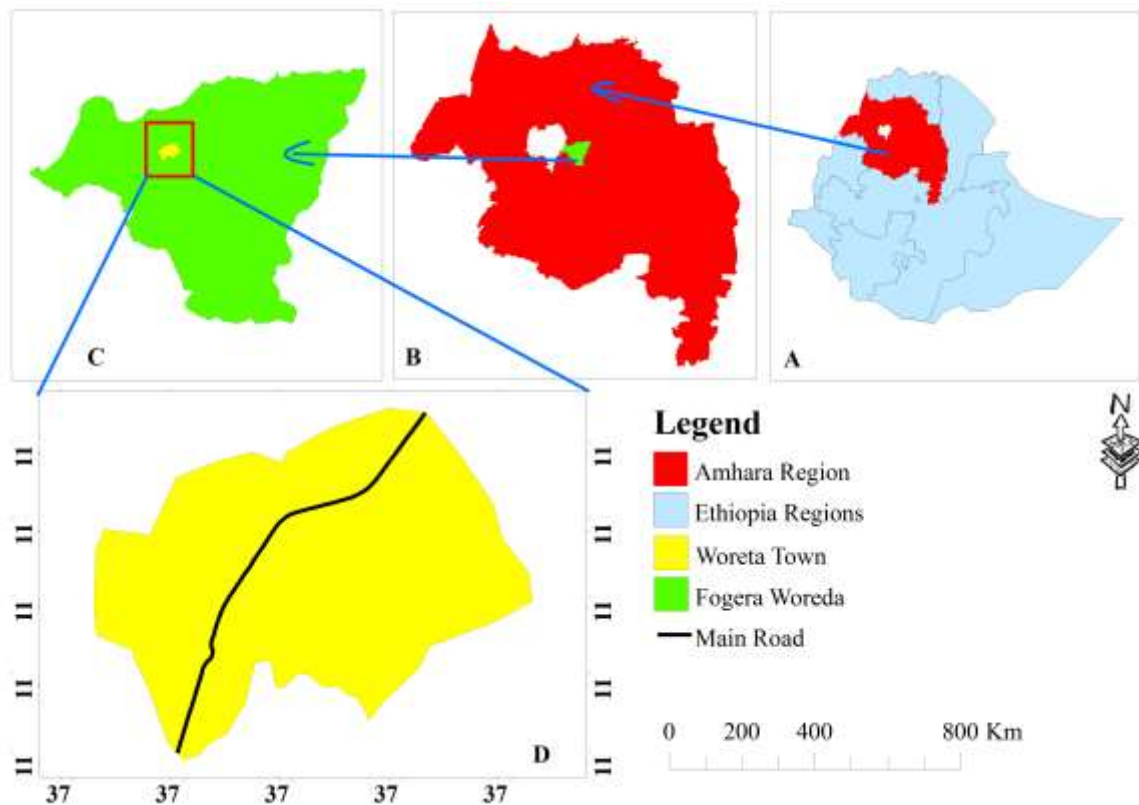 C
B
A
N
Legend
Amhara Region
Ethiopia Regions
Woreta Town
Fogera Woreda
Main Road
0 200 400 800 Km
11
11
11
11
11
11
11
11
11
11
D
37 37 37 37 37